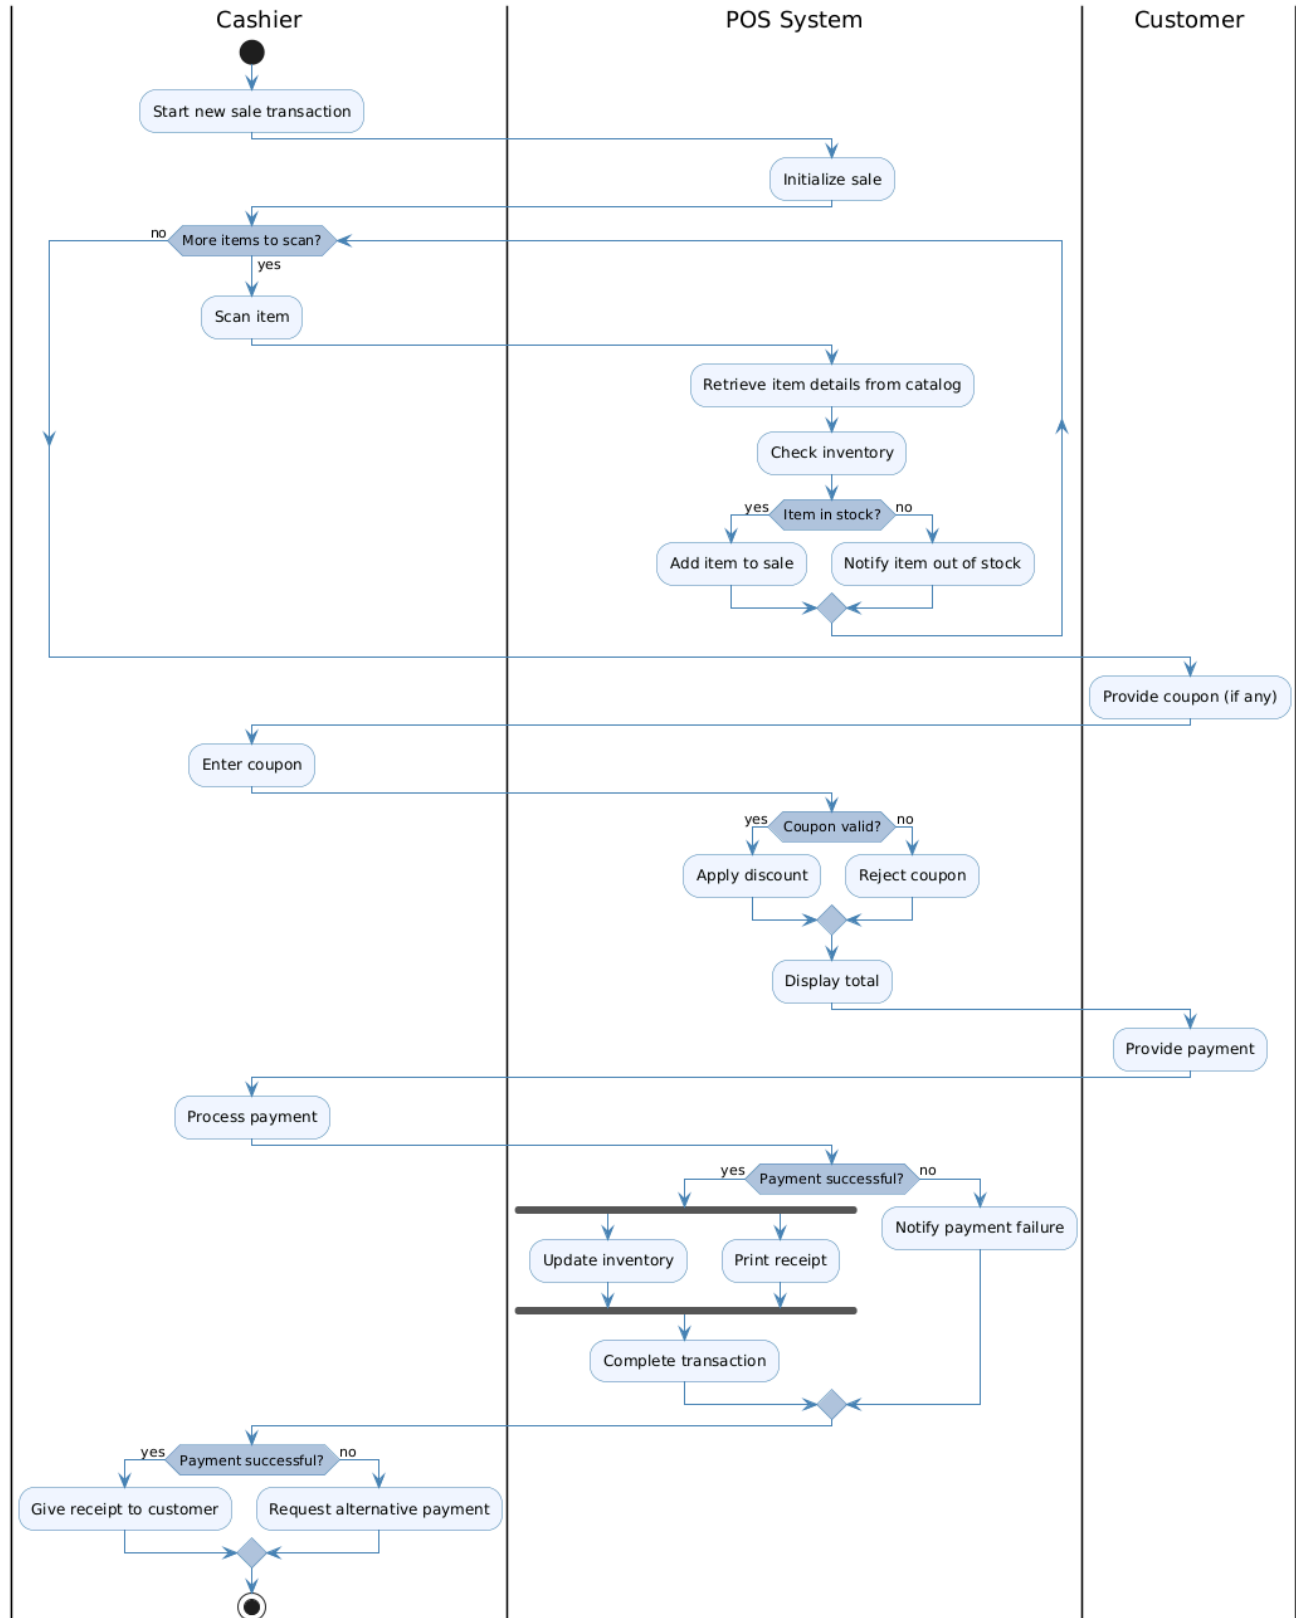 Cashier
POS System
Customer
Start new sale transaction
Initialize sale
no
More items to scan?
yes
Scan item
Retrieve item details from catalog
Check inventory
yes
Item in stock?
no
Add item to sale
Notify item out of stock
Provide coupon (if any)
Enter coupon
yes
Coupon valid?
no
Apply discount
Reject coupon
Display total
Provide payment
Process payment
yes
Payment successful?
no
Notify payment failure
Update inventory
Print receipt
Complete transaction
yes
Payment successful?
no
Give receipt to customer
Request alternative payment